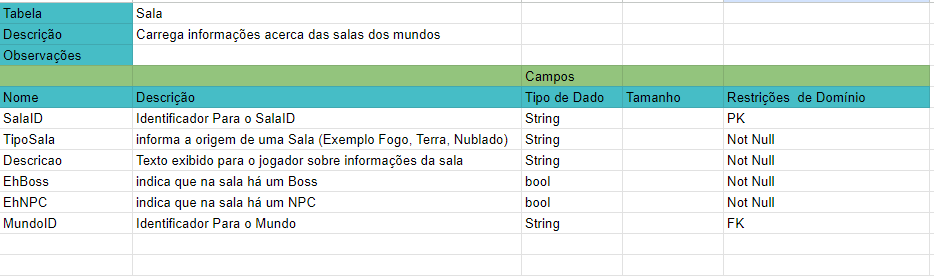 Tabela Sala
Descrição Carrega informações acerca das salas dos mundos
Observações
Campos
Nome Descrição Tipo de Dado Tamanho Restrições de Domínio
SalaID Identificador Para o SalaID String PK
TipoSala informa a origem de uma Sala (Exemplo Fogo, Terra, Nublado) String Not Null
Descricao Texto exibido para o jogador sobre informações da sala String Not Null
EhBoss indica que na sala há um Boss bool Not Null
EhNPC indica que na sala há um NPC bool Not Null
MundoID Identificador Para o Mundo String FK